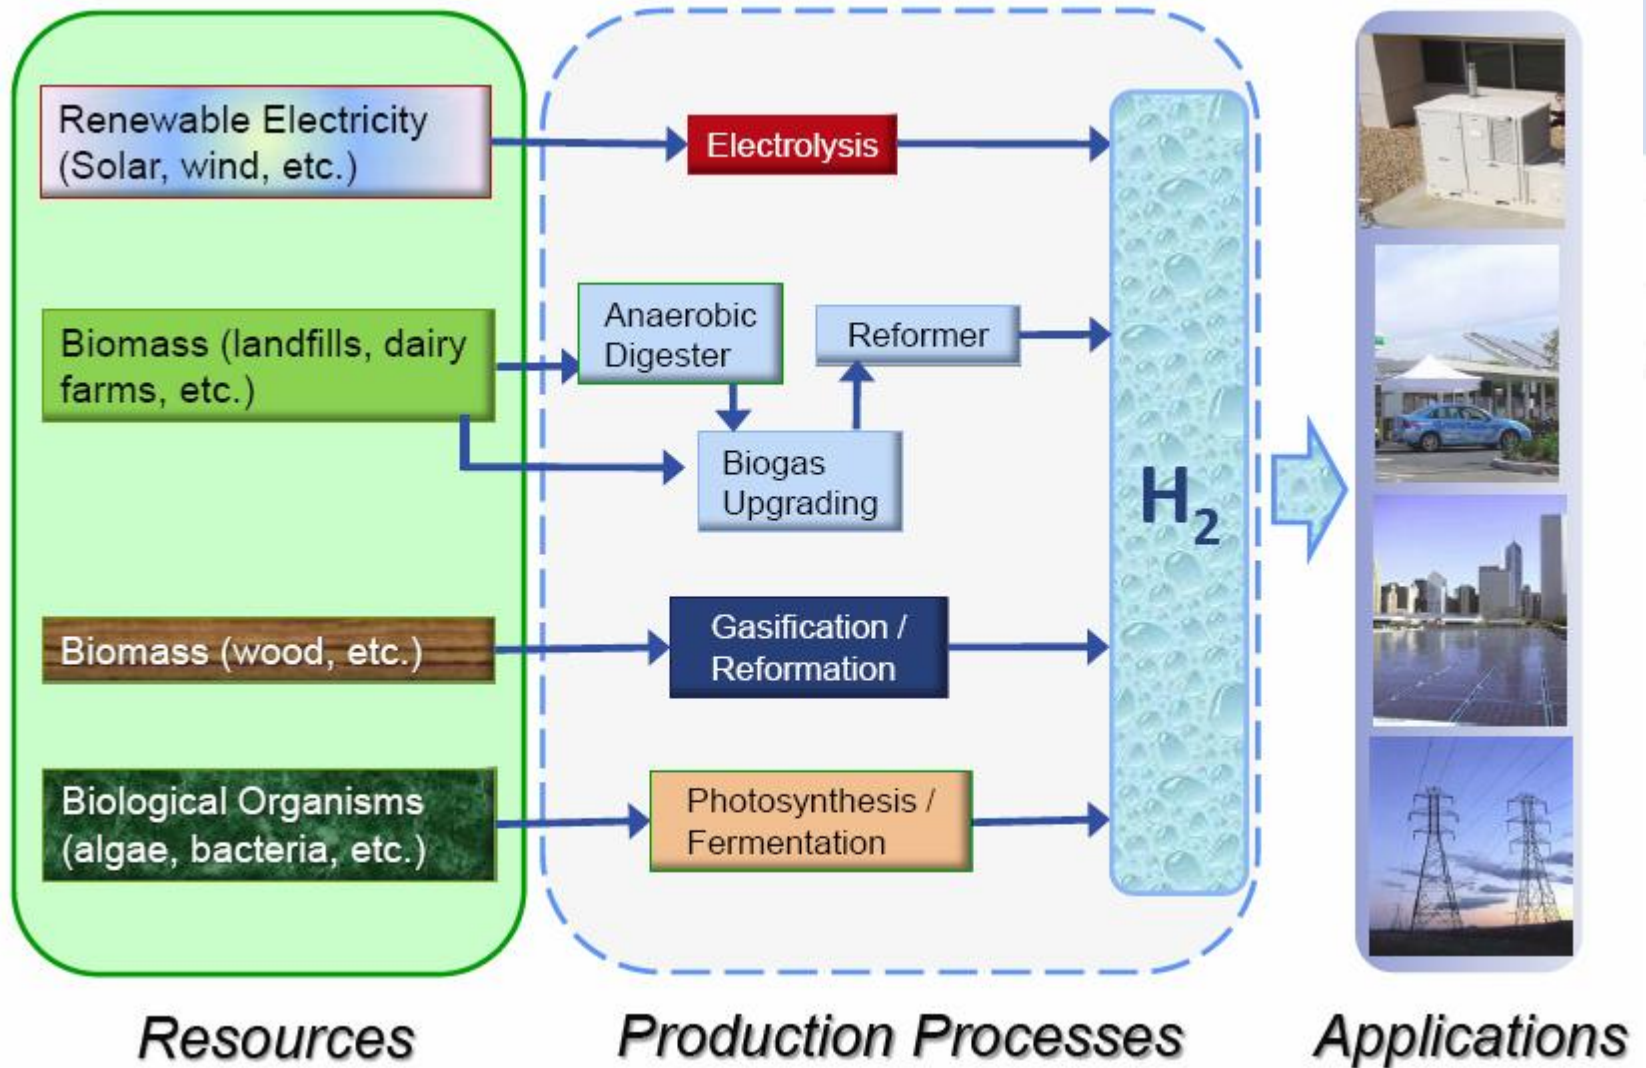 Renewable Electricity
(Solar, wind, etc.)
Electrolysis
Biomass (landfills, dairy
farms, etc.)
Anaerobic
Digester
Reformer
Biogas
Upgrading
H₂
Biomass (wood, etc.)
Gasification /
Reformation
Biological Organisms
(algae, bacteria, etc.)
Photosynthesis /
Fermentation
Resources
Production Processes
Applications